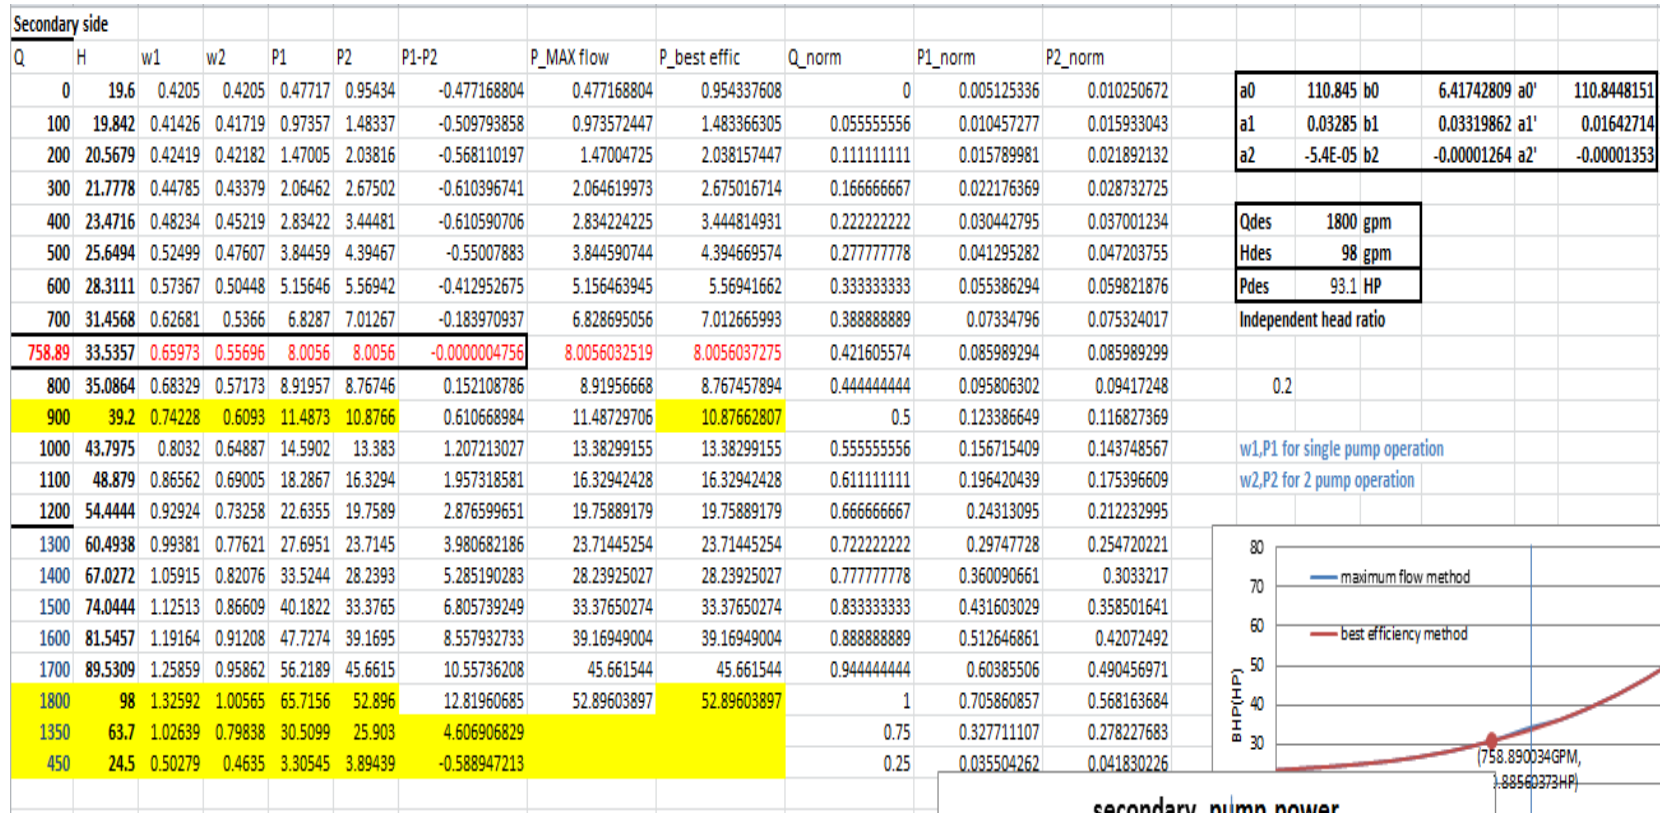 Secondary side
Q H w1 w2 P1 P2 P1-P2 P_MAX flow P_best effic Q_norm P1_norm P2_norm
0 19.6 0.4205 0.4205 0.47717 0.95434 -0.477168804 0.477168804 0.954337608 0 0.005125336 0.010250672 a0 110.845 b0 6.41742809 a0' 110.8448151
100 19.842 0.41426 0.41719 0.97357 1.48337 -0.509793858 0.973572447 1.483366305 0.055555556 0.010457277 0.015933043 a1 0.03285 b1 0.03319862 a1' 0.01642714
200 20.5679 0.42419 0.42182 1.47005 2.03816 -0.568110197 1.47004725 2.038157447 0.111111111 0.015789981 0.021892132 a2 -5.4E-05 b2 -0.00001264 a2' -0.00001353
300 21.7778 0.44785 0.43379 2.06462 2.67502 -0.610396741 2.064619973 2.675016714 0.166666667 0.022176369 0.028732725
400 23.4716 0.48234 0.45219 2.83422 3.44481 -0.610590706 2.834224225 3.444814931 0.222222222 0.030442795 0.037001234 Qdes 1800 gpm
500 25.6494 0.52499 0.47607 3.84459 4.39467 -0.55007883 3.844590744 4.394669574 0.277777778 0.041295282 0.047203755 Hdes 98 gpm
600 28.3111 0.57367 0.50448 5.15646 5.56942 -0.412952675 5.156463945 5.56941662 0.333333333 0.055386294 0.059821876 Pdes 93.1 HP
700 31.4568 0.62681 0.5366 6.8287 7.01267 -0.183970937 6.828695056 7.012665993 0.388888889 0.07334796 0.075324017 Independent head ratio
758.89 33.5357 0.65973 0.55696 8.0056 8.0056 -0.0000004756 8.0056032519 8.0056037275 0.421605574 0.085989294 0.085989299
800 35.0864 0.68329 0.57173 8.91957 8.76746 0.152108786 8.91956668 8.767457894 0.444444444 0.095806302 0.09417248 0.2
900 39.2 0.74228 0.6093 11.4873 10.8766 0.610668984 11.48729706 10.87662807 0.5 0.123386649 0.116827369
1000 43.7975 0.8032 0.64887 14.5902 13.383 1.207213027 13.38299155 13.38299155 0.555555556 0.156715409 0.143748567 w1,P1 for single pump operation
1100 48.879 0.86562 0.69005 18.2867 16.3294 1.957318581 16.32942428 16.32942428 0.611111111 0.196420439 0.175396609 w2,P2 for 2 pump operation
1200 54.4444 0.92924 0.73258 22.6355 19.7589 2.876599651 19.75889179 19.75889179 0.666666667 0.24313095 0.212232995
1300 60.4938 0.99381 0.77621 27.6951 23.7145 3.980682186 23.71445254 23.71445254 0.722222222 0.29747728 0.254720221
1400 67.0272 1.05915 0.82076 33.5244 28.2393 5.285190283 28.23925027 28.23925027 0.777777778 0.360090661 0.3033217
1500 74.0444 1.12513 0.86609 40.1822 33.3765 6.805739249 33.37650274 33.37650274 0.833333333 0.431603029 0.358501641
1600 81.5457 1.19164 0.91208 47.7274 39.1695 8.557932733 39.16949004 39.16949004 0.888888889 0.512646861 0.42072492
1700 89.5309 1.25859 0.95862 56.2189 45.6615 10.55736208 45.661544 45.661544 0.944444444 0.60385506 0.490456971
1800 98 1.32592 1.00565 65.7156 52.896 12.81960685 52.89603897 52.89603897 1 0.705860857 0.568163684
1350 63.7 1.02639 0.79838 30.5099 25.903 4.606906829 0.75 0.327711107 0.278227683
450 24.5 0.50279 0.4635 3.30545 3.89439 -0.588947213 0.25 0.035504262 0.041830226
80
70
60
50
40
30
BHP(HP)
maximum flow method
best efficiency method
(758.890034GPM,
.88560373HP)
secondary pump power